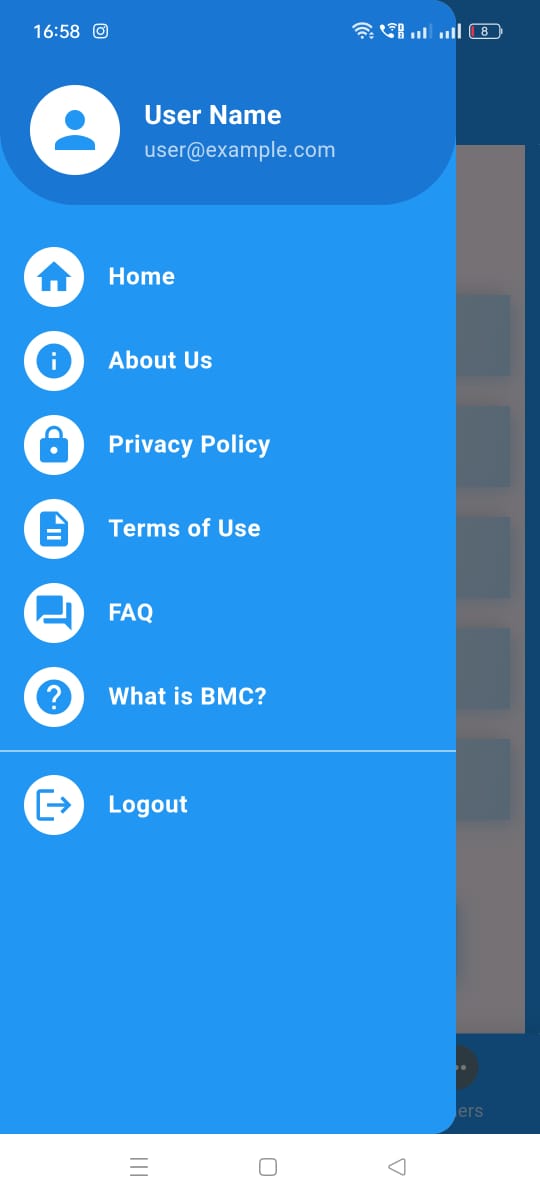 16:58
8
User Name
user@example.com
Home
About Us
Privacy Policy
Terms of Use
FAQ
What is BMC?
Logout